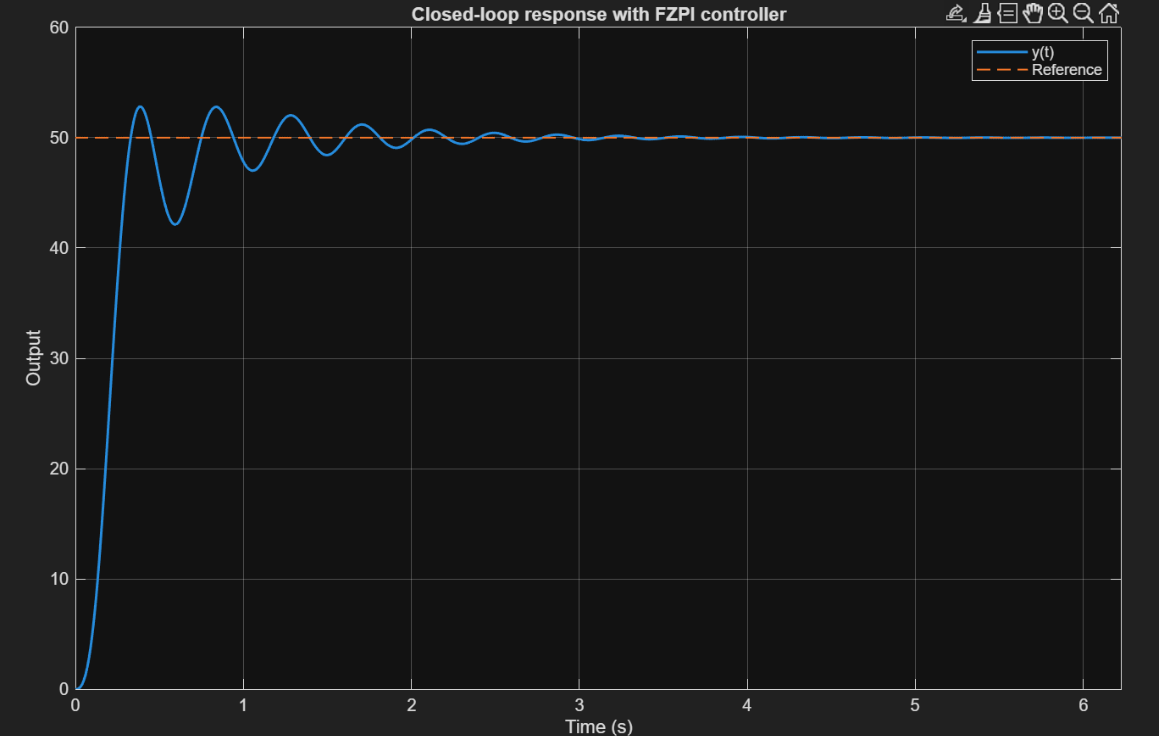 Closed-loop response with FZPI controller
y(t)
Reference
60
50
40
30
20
10
0
Output
0 1 2 3 4 5 6
Time (s)